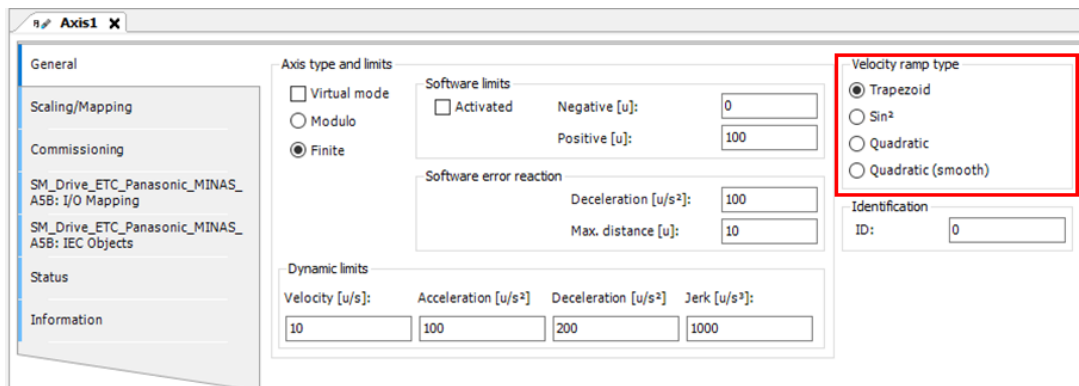 Axis1
General
Scaling/Mapping
Commissioning
SM_Drive_ETC_Panasonic_MINAS_
A5B: I/O Mapping
SM_Drive_ETC_Panasonic_MINAS_
A5B: IEC Objects
Status
Information
Axis type and limits
Virtual mode
Modulo
Finite
Software limits
Activated
Negative [u]: 0
Positive [u]: 100
Software error reaction
Deceleration [u/s²]: 100
Max. distance [u]: 10
Dynamic limits
Velocity [u/s]: Acceleration [u/s²] Deceleration [u/s²] Jerk [u/s³]:
10 100 200 1000
Velocity ramp type
Trapezoid
Sin²
Quadratic
Quadratic (smooth)
Identification
ID: 0